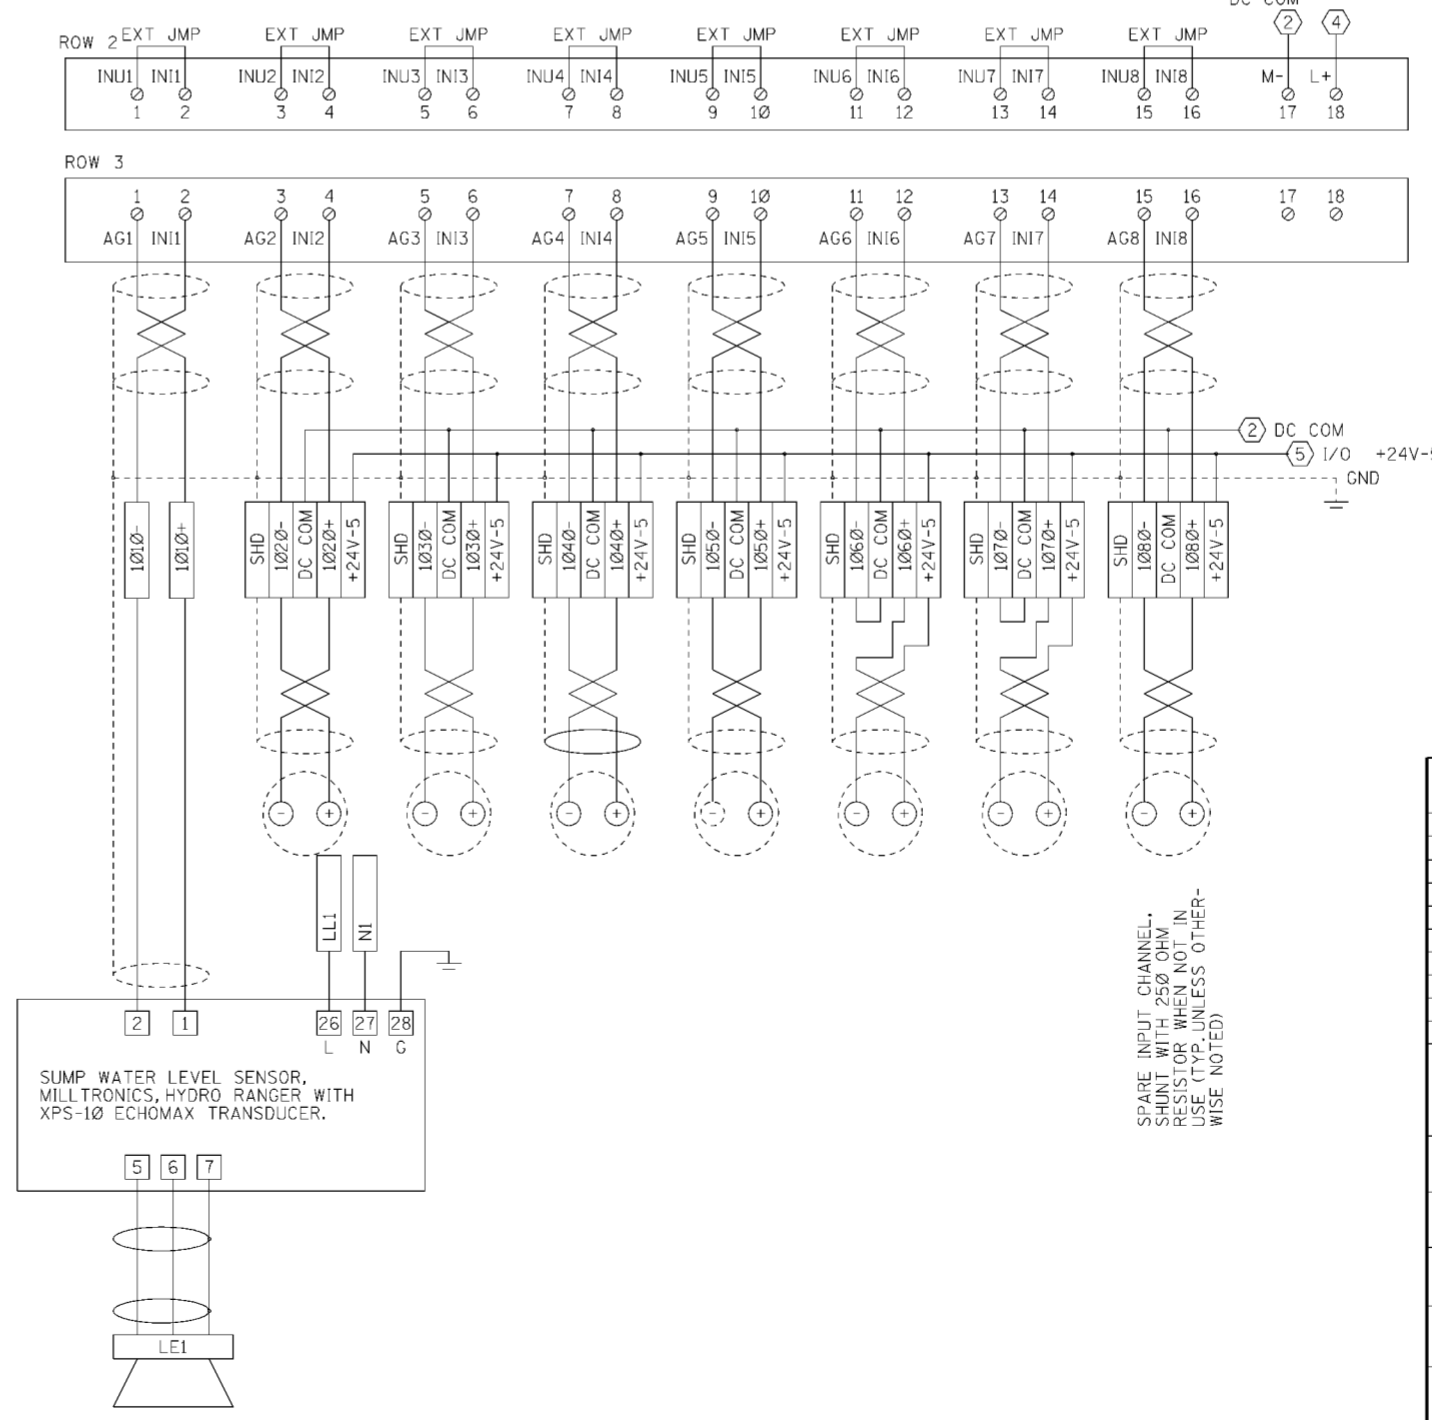 DC COM
2 4
ROW 2 EXT JMP EXT JMP EXT JMP EXT JMP EXT JMP EXT JMP EXT JMP EXT JMP
INU1 INI1 INU2 INI2 INU3 INI3 INU4 INI4 INU5 INI5 INU6 INI6 INU7 INI7 INU8 INI8 M- L+
1 2 3 4 5 6 7 8 9 1Ø 11 12 13 14 15 16 17 18
ROW 3
1 2 3 4 5 6 7 8 9 1Ø 11 12 13 14 15 16 17 18
AG1 INI1 AG2 INI2 AG3 INI3 AG4 INI4 AG5 INI5 AG6 INI6 AG7 INI7 AG8 INI8
2 DC COM
5 I/O +24V-
GND
1Ø1Ø-
1Ø1Ø+
SHD
1Ø2Ø-
DC COM
1Ø2Ø+
+24V-5
SHD
1Ø3Ø-
DC COM
1Ø3Ø+
+24V-5
SHD
1Ø4Ø-
DC COM
1Ø4Ø+
+24V-5
SHD
1Ø5Ø-
DC COM
1Ø5Ø+
+24V-5
SHD
1Ø6Ø-
DC COM
1Ø6Ø+
+24V-5
SHD
1Ø7Ø-
DC COM
1Ø7Ø+
+24V-5
SHD
1Ø8Ø-
DC COM
1Ø8Ø+
+24V-5
- + - + - + - + - + - + - +
LL1
N1
2 1 26 27 28
L N G
SUMP WATER LEVEL SENSOR,
MILLTRONICS, HYDRO RANGER WITH
XPS-1Ø ECHOMAX TRANSDUCER.
5 6 7
LE1
SPARE INPUT CHANNEL.
SHUNT WITH 25Ø OHM
RESISTOR WHEN NOT IN
USE (TYP. UNLESS OTHER-
WISE NOTED)